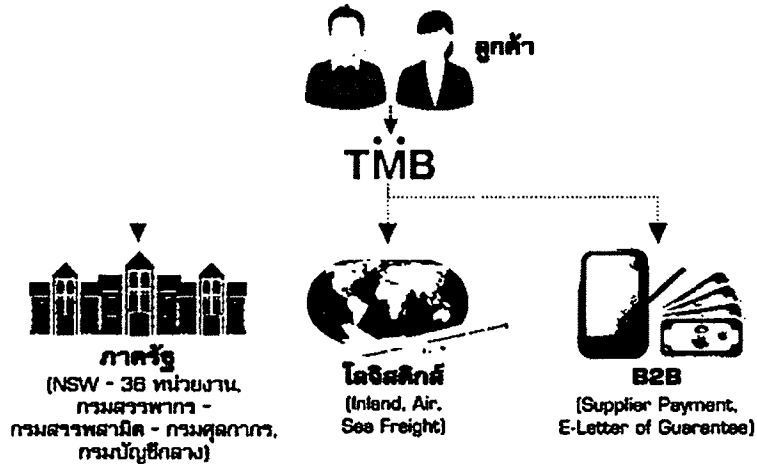 ลูกค้า
TMB
ภาครัฐ
(NSW - 36 หน่วยงาน,
กรมสรรพากร -
กรมสรรพสามิต - กรมศุลกากร,
กรมบัญชีกลาง)
โลจิสติกส์
(Inland, Air,
Sea Freight)
B2B
(Supplier Payment,
E-Letter of Guarantee)